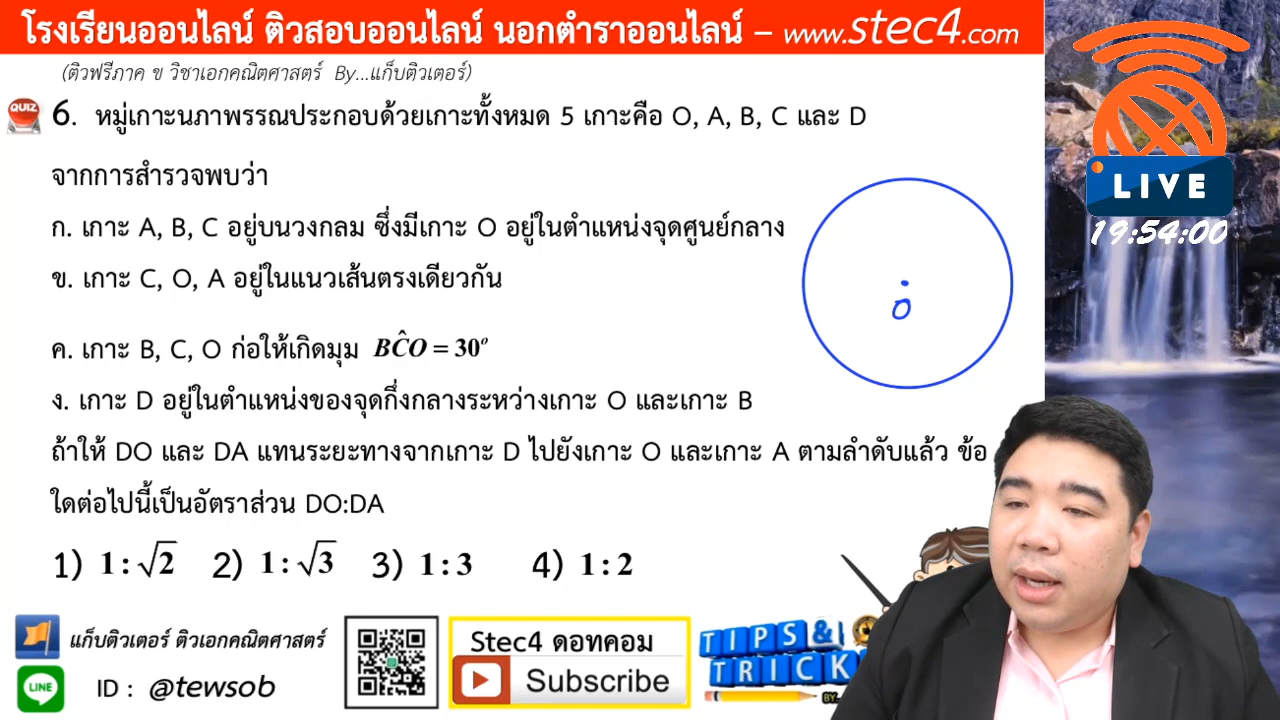 โรงเรียนออนไลน์ ติวสอบออนไลน์ นอกตำราออนไลน์ – www.stec4.com
(ติวฟรีภาค ข วิชาเอกคณิตศาสตร์ By...แก็บติวเตอร์)
QUIZ
6. หมู่เกาะนภาพรรณประกอบด้วยเกาะทั้งหมด 5 เกาะคือ O, A, B, C และ D
จากการสำรวจพบว่า
ก. เกาะ A, B, C อยู่บนวงกลม ซึ่งมีเกาะ O อยู่ในตำแหน่งจุดศูนย์กลาง
ข. เกาะ C, O, A อยู่ในแนวเส้นตรงเดียวกัน
ค. เกาะ B, C, O ก่อให้เกิดมุม BĈO = 30°
ง. เกาะ D อยู่ในตำแหน่งของจุดกึ่งกลางระหว่างเกาะ O และเกาะ B
ถ้าให้ DO และ DA แทนระยะทางจากเกาะ D ไปยังเกาะ O และเกาะ A ตามลำดับแล้ว ข้อ
ใดต่อไปนี้เป็นอัตราส่วน DO:DA
1) 1:√2 2) 1:√3 3) 1:3 4) 1:2
O
LIVE
19:54:00
แก็บติวเตอร์ ติวเอกคณิตศาสตร์
LINE ID : @tewsob
Stec4 ดอทคอม
Subscribe
TIPS &
TRICK
BY